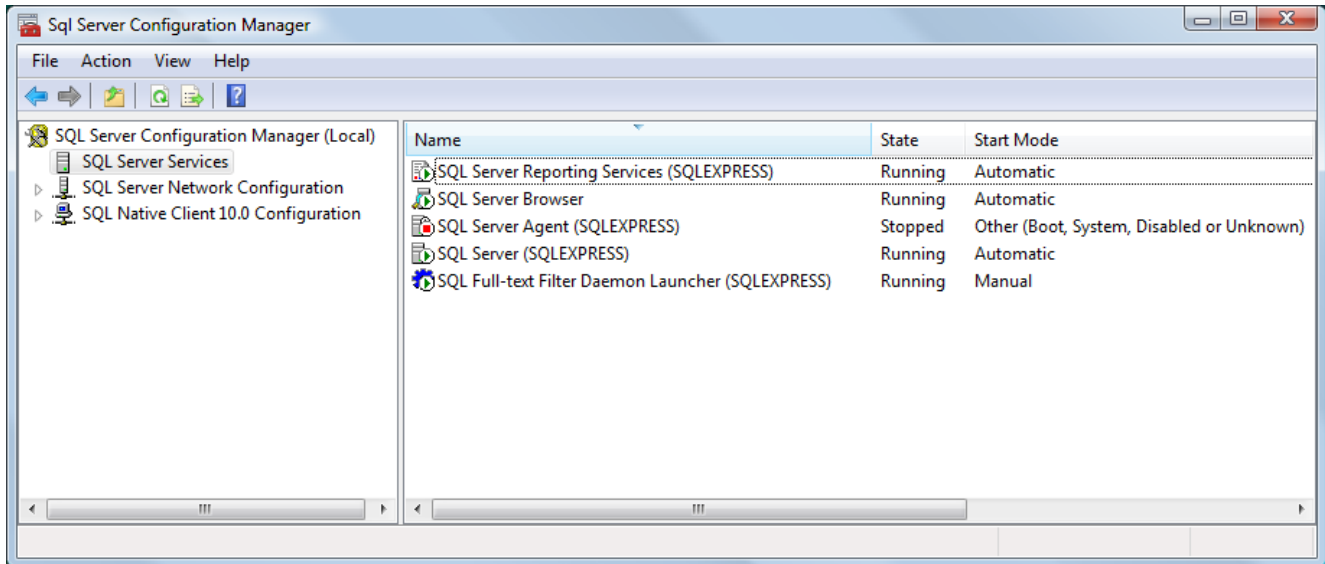 Sql Server Configuration Manager
File Action View Help
SQL Server Configuration Manager (Local)
SQL Server Services
SQL Server Network Configuration
SQL Native Client 10.0 Configuration
Name State Start Mode
SQL Server Reporting Services (SQLEXPRESS) Running Automatic
SQL Server Browser Running Automatic
SQL Server Agent (SQLEXPRESS) Stopped Other (Boot, System, Disabled or Unknown)
SQL Server (SQLEXPRESS) Running Automatic
SQL Full-text Filter Daemon Launcher (SQLEXPRESS) Running Manual